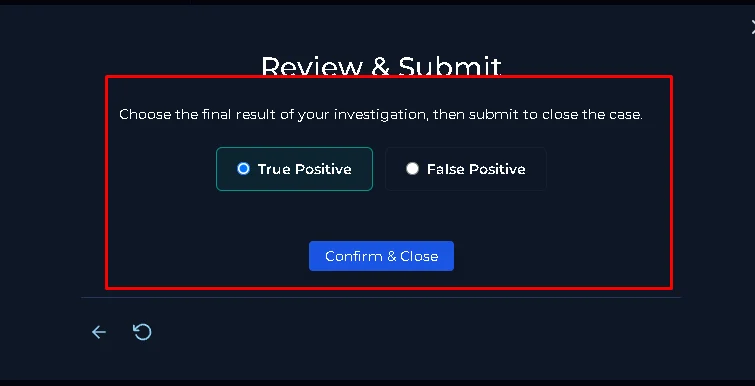 Review & Submit
Choose the final result of your investigation, then submit to close the case.
True Positive False Positive
Confirm & Close